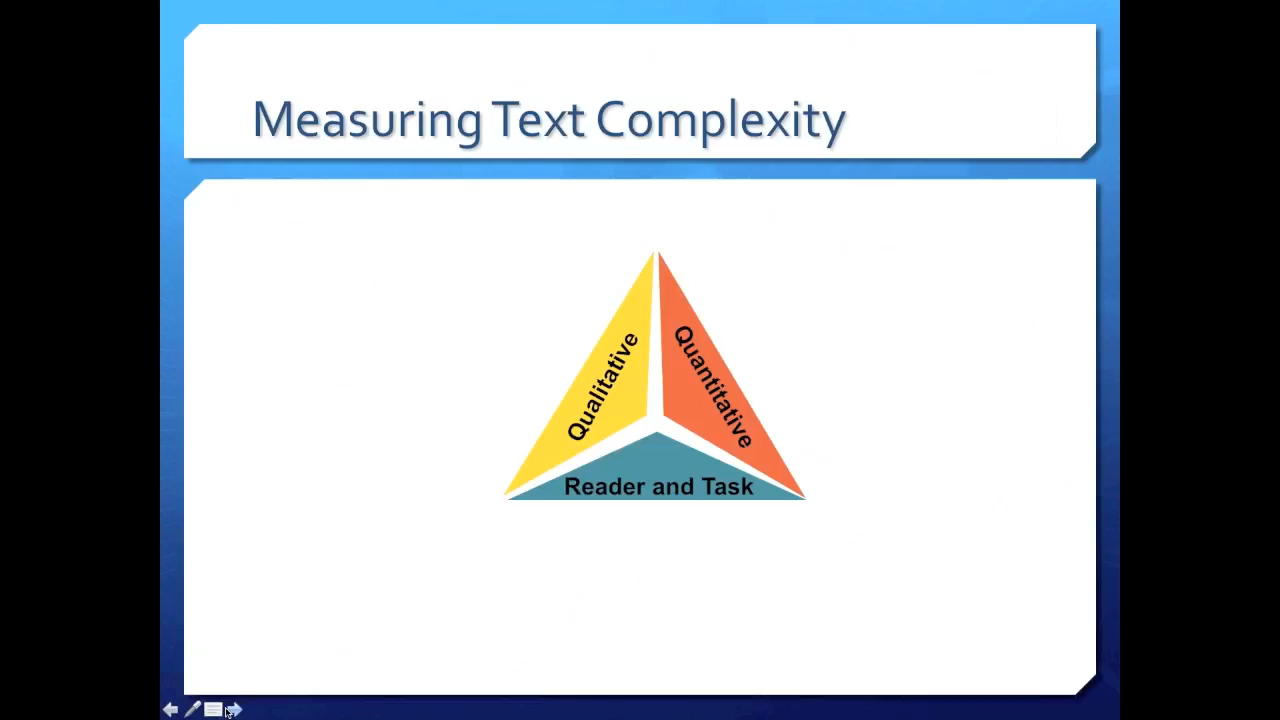 Measuring Text Complexity
Qualitative
Quantitative
Reader and Task